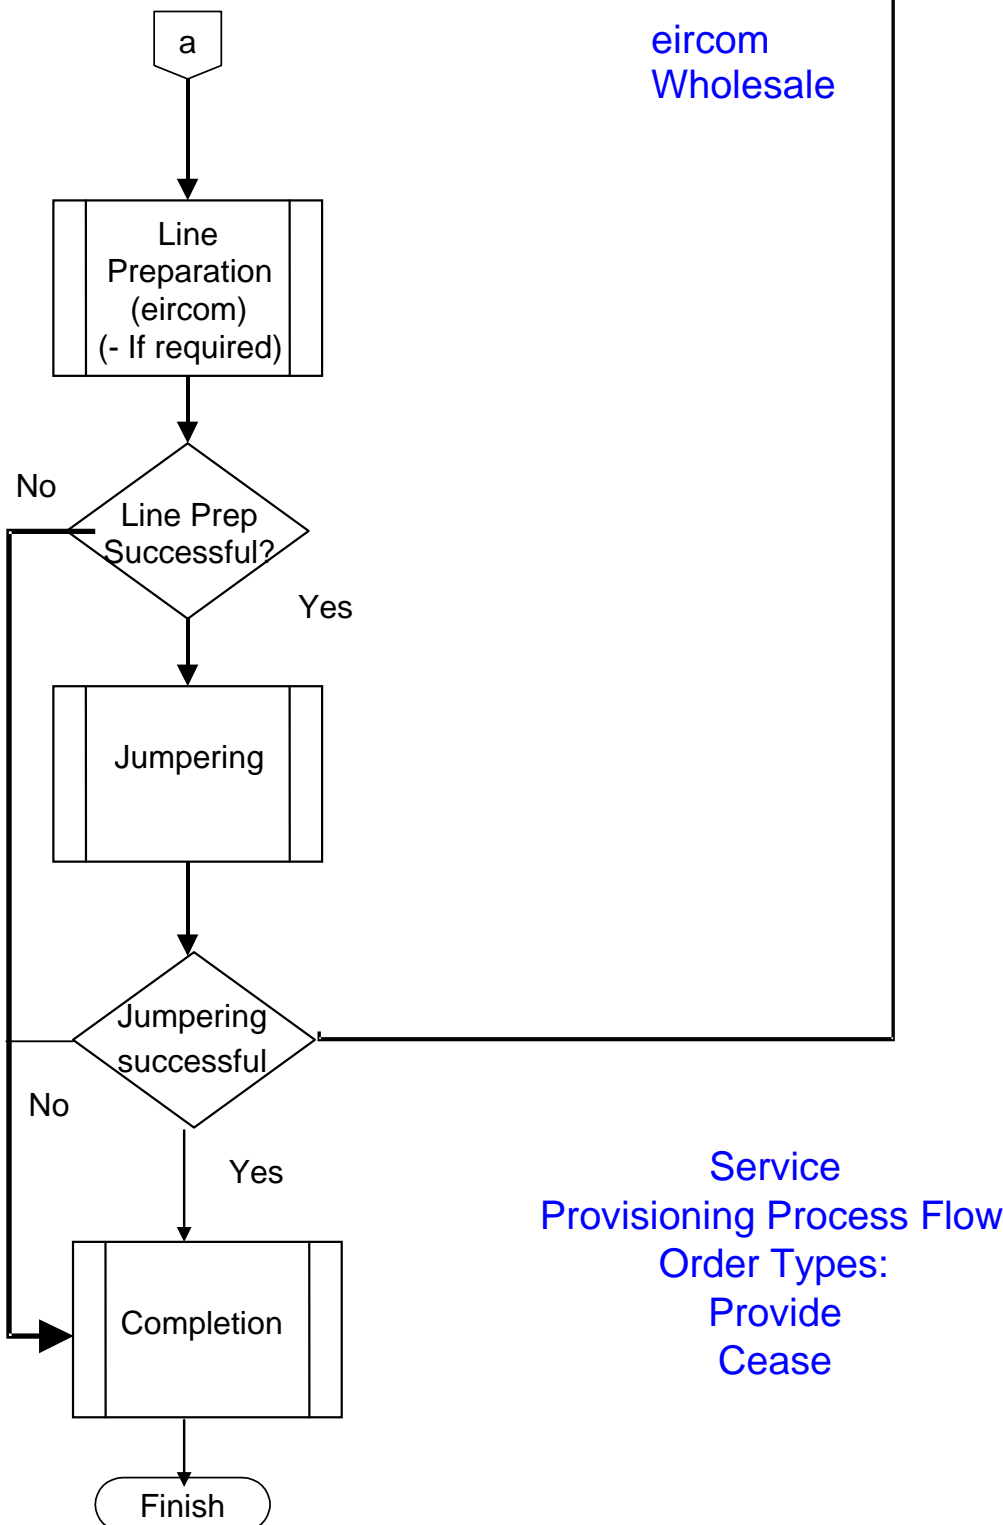 a
eircom
Wholesale
Line
Preparation
(eircom)
(- If required)
No
Line Prep
Successful?
Yes
Jumpering
Jumpering
successful
No
Yes
Service
Provisioning Process Flow
Order Types:
Provide
Cease
Completion
Finish